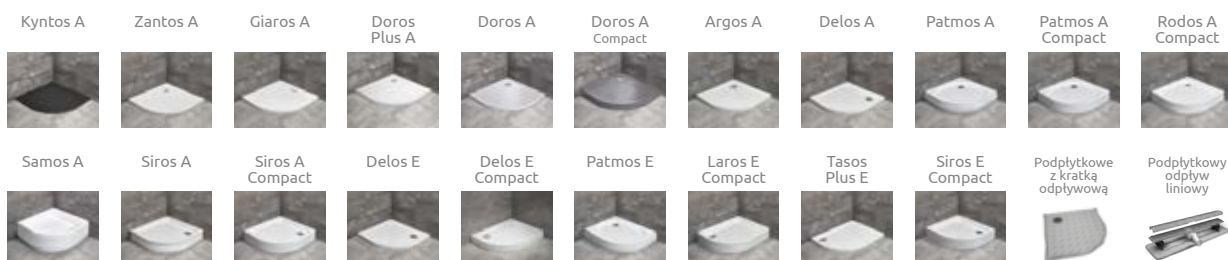 Kyntos A
Zantos A
Giaros A
Doros
Plus A
Doros A
Doros A
Compact
Argos A
Delos A
Patmos A
Patmos A
Compact
Rodos A
Compact
Samos A
Siros A
Siros A
Compact
Delos E
Delos E
Compact
Patmos E
Laros E
Compact
Tasos
Plus E
Siros E
Compact
Podpłytkowe
z kratką
odpływową
Podpłytkowy
odpływ
liniowy